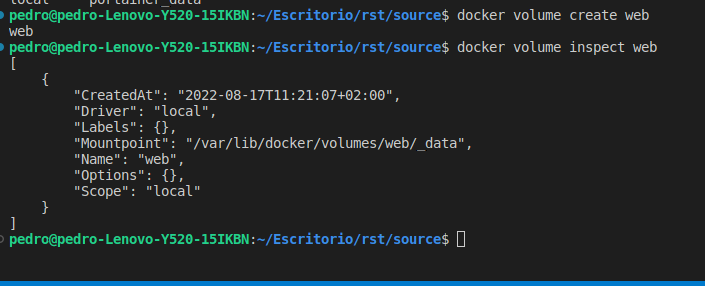 local     portainer_data
pedro@pedro-Lenovo-Y520-15IKBN:~/Escritorio/rst/source$ docker volume create web
web
pedro@pedro-Lenovo-Y520-15IKBN:~/Escritorio/rst/source$ docker volume inspect web
[
    {
        "CreatedAt": "2022-08-17T11:21:07+02:00",
        "Driver": "local",
        "Labels": {},
        "Mountpoint": "/var/lib/docker/volumes/web/_data",
        "Name": "web",
        "Options": {},
        "Scope": "local"
    }
]
pedro@pedro-Lenovo-Y520-15IKBN:~/Escritorio/rst/source$